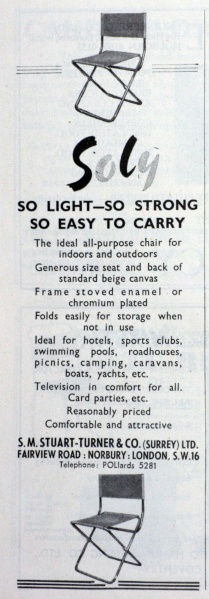 Soly
SO LIGHT—SO STRONG
SO EASY TO CARRY
The ideal all-purpose chair for
indoors and outdoors
Generous size seat and back of
standard beige canvas
Frame stoved enamel or
chromium plated
Folds easily for storage when
not in use
Ideal for hotels, sports clubs,
swimming pools, roadhouses,
picnics, camping, caravans,
boats, yachts, etc.
Television in comfort for all.
Card parties, etc.
Reasonably priced
Comfortable and attractive
S. M. STUART-TURNER & CO. (SURREY) LTD.
FAIRVIEW ROAD : NORBURY : LONDON, S.W.16
Telephone: POLlards 5281